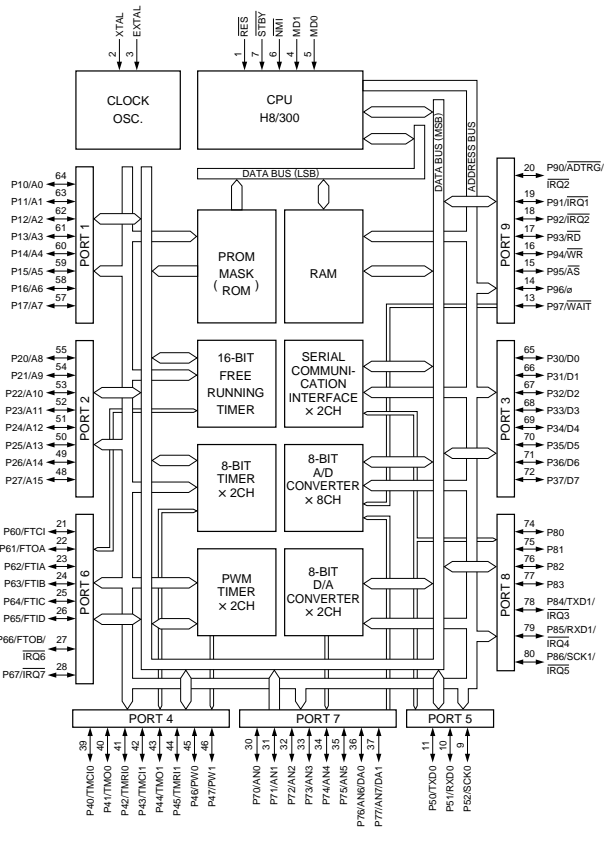 XTAL
EXTAL
RES
STBY
NMI
MD1
MD0
2
3
1
7
6
4
5
CLOCK
OSC.
CPU
H8/300
DATA BUS (LSB)
DATA BUS (MSB)
ADDRESS BUS
PROM
MASK
( ROM )
RAM
16-BIT
FREE
RUNNING
TIMER
SERIAL
COMMUNI-
CATION
INTERFACE
× 2CH
8-BIT
TIMER
× 2CH
8-BIT
A/D
CONVERTER
× 8CH
PWM
TIMER
× 2CH
8-BIT
D/A
CONVERTER
× 2CH
PORT 1
P10/A0 64
P11/A1 63
P12/A2 62
P13/A3 61
P14/A4 60
P15/A5 59
P16/A6 58
P17/A7 57
PORT 2
P20/A8 55
P21/A9 54
P22/A10 53
P23/A11 52
P24/A12 51
P25/A13 50
P26/A14 49
P27/A15 48
PORT 6
P60/FTCI 21
P61/FTOA 22
P62/FTIA 23
P63/FTIB 24
P64/FTIC 25
P65/FTID 26
P66/FTOB/ 27
IRQ6
P67/IRQ7 28
PORT 9
20 P90/ADTRG/
IRQ2
19 P91/IRQ1
18 P92/IRQ2
17 P93/RD
16 P94/WR
15 P95/AS
14 P96/ø
13 P97/WAIT
PORT 3
65 P30/D0
66 P31/D1
67 P32/D2
68 P33/D3
69 P34/D4
70 P35/D5
71 P36/D6
72 P37/D7
PORT 8
74 P80
75 P81
76 P82
77 P83
78 P84/TXD1/
IRQ3
79 P85/RXD1/
IRQ4
80 P86/SCK1/
IRQ5
PORT 4
39 P40/TMCI0
40 P41/TMO0
41 P42/TMRI0
42 P43/TMCI1
43 P44/TMO1
44 P45/TMRI1
45 P46/PW0
46 P47/PW1
PORT 7
30 P70/AN0
31 P71/AN1
32 P72/AN2
33 P73/AN3
34 P74/AN4
35 P75/AN5
36 P76/AN6/DA0
37 P77/AN7/DA1
PORT 5
11 P50/TXD0
10 P51/RXD0
9 P52/SCK0